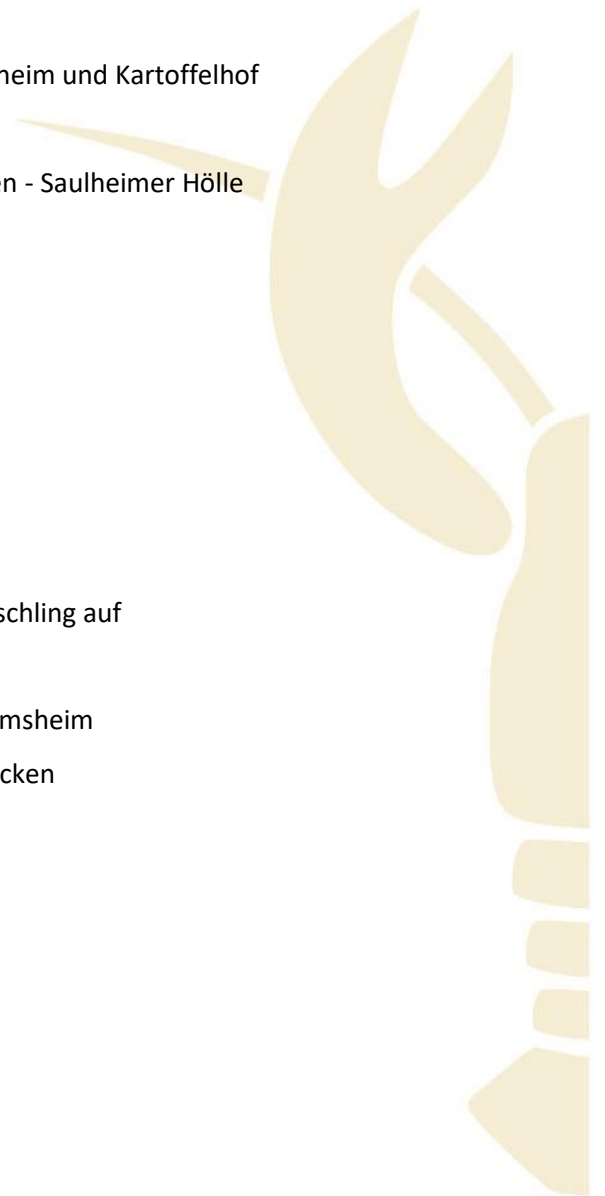 heim und Kartoffelhof
en - Saulheimer Hölle
schling auf
msheim
cken